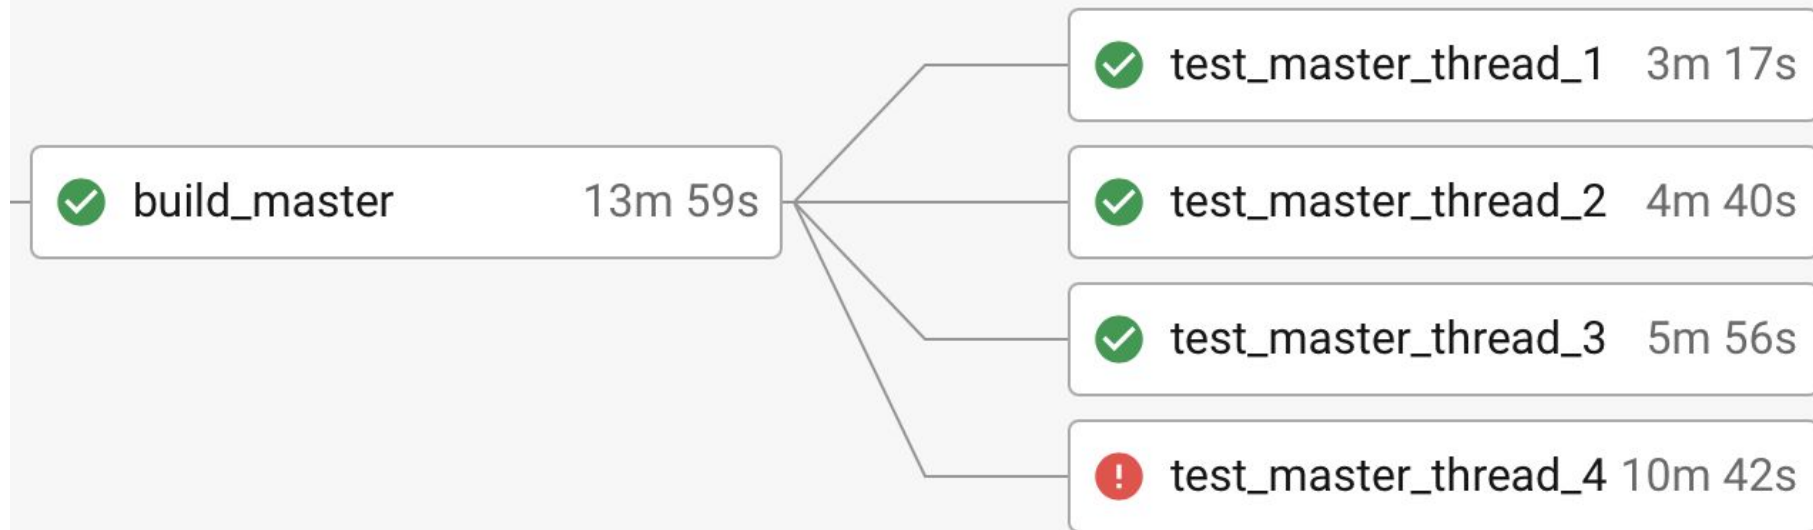 build_master 13m 59s
test_master_thread_1 3m 17s
test_master_thread_2 4m 40s
test_master_thread_3 5m 56s
test_master_thread_4 10m 42s